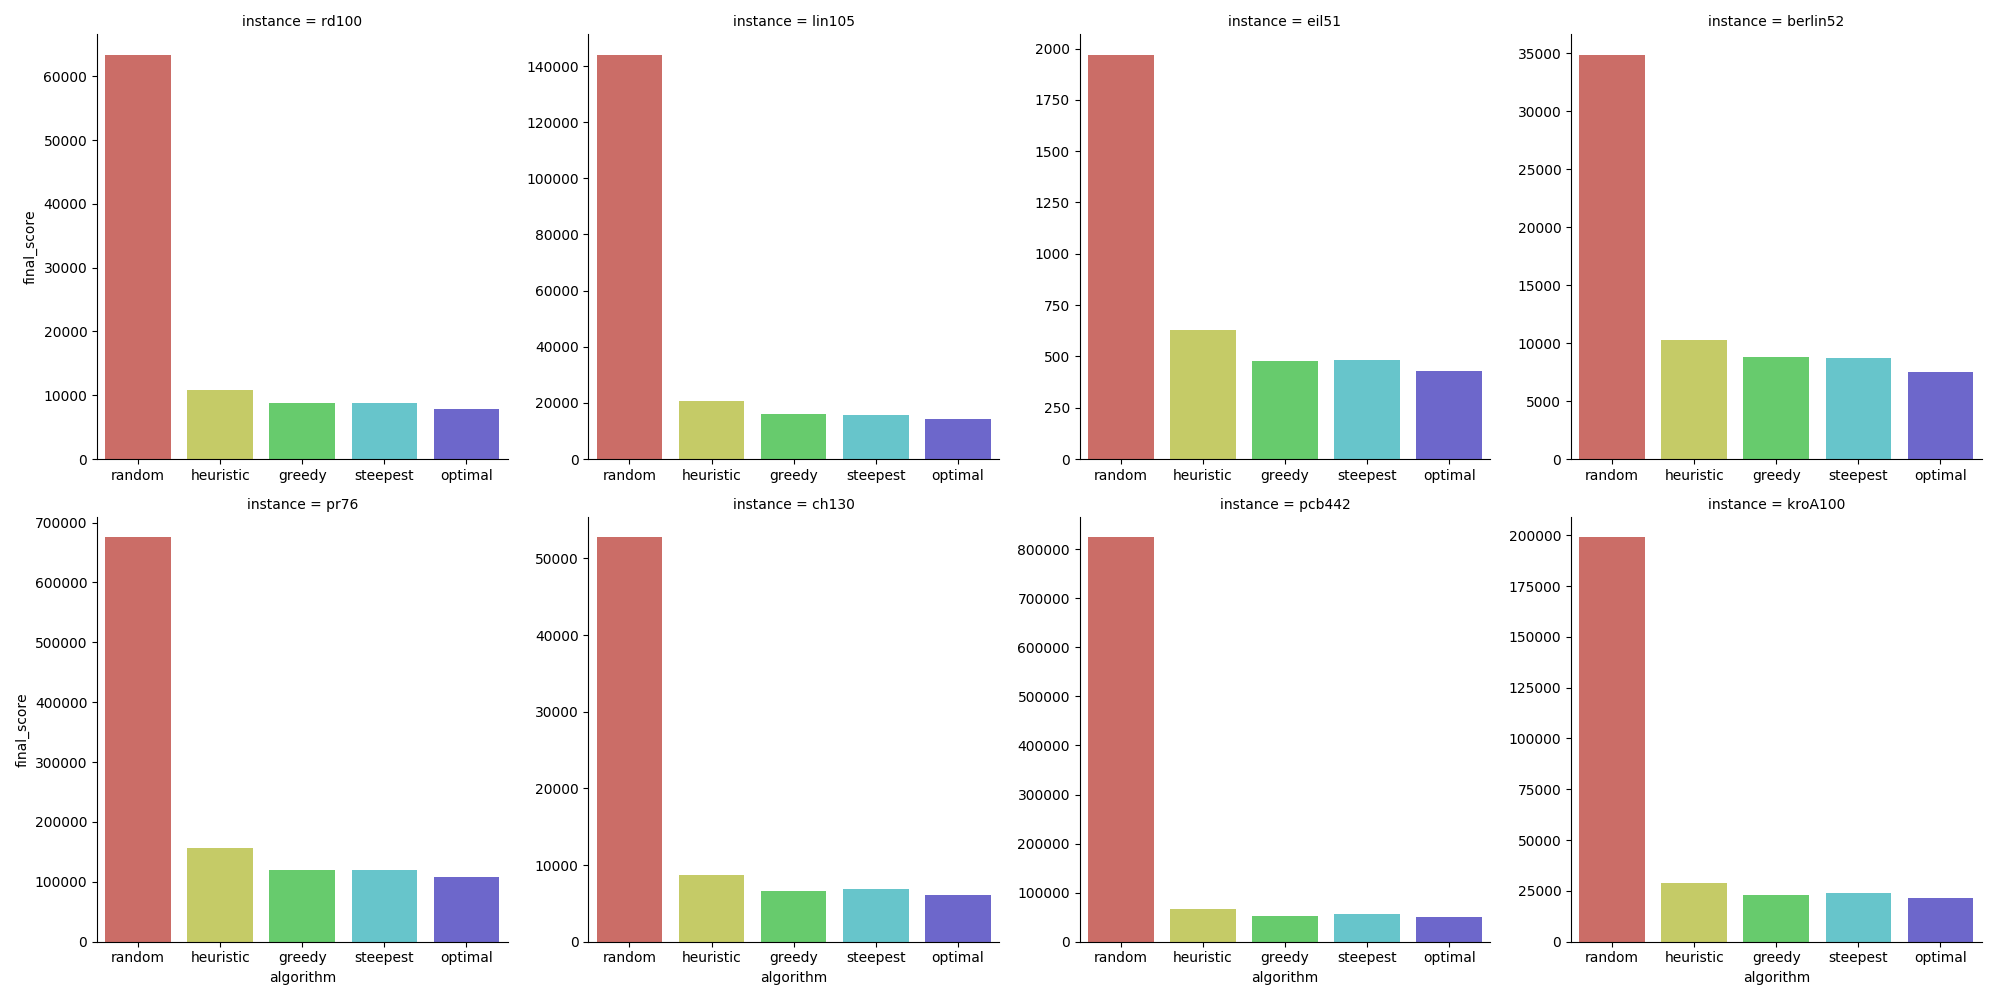 instance = rd100
final_score
60000
50000
40000
30000
20000
10000
0
random heuristic greedy steepest optimal
instance = lin105
140000
120000
100000
80000
60000
40000
20000
0
random heuristic greedy steepest optimal
instance = eil51
2000
1750
1500
1250
1000
750
500
250
0
random heuristic greedy steepest optimal
instance = berlin52
35000
30000
25000
20000
15000
10000
5000
0
random heuristic greedy steepest optimal
instance = pr76
final_score
700000
600000
500000
400000
300000
200000
100000
0
random heuristic greedy steepest optimal
algorithm
instance = ch130
50000
40000
30000
20000
10000
0
random heuristic greedy steepest optimal
algorithm
instance = pcb442
800000
700000
600000
500000
400000
300000
200000
100000
0
random heuristic greedy steepest optimal
algorithm
instance = kroA100
200000
175000
150000
125000
100000
75000
50000
25000
0
random heuristic greedy steepest optimal
algorithm